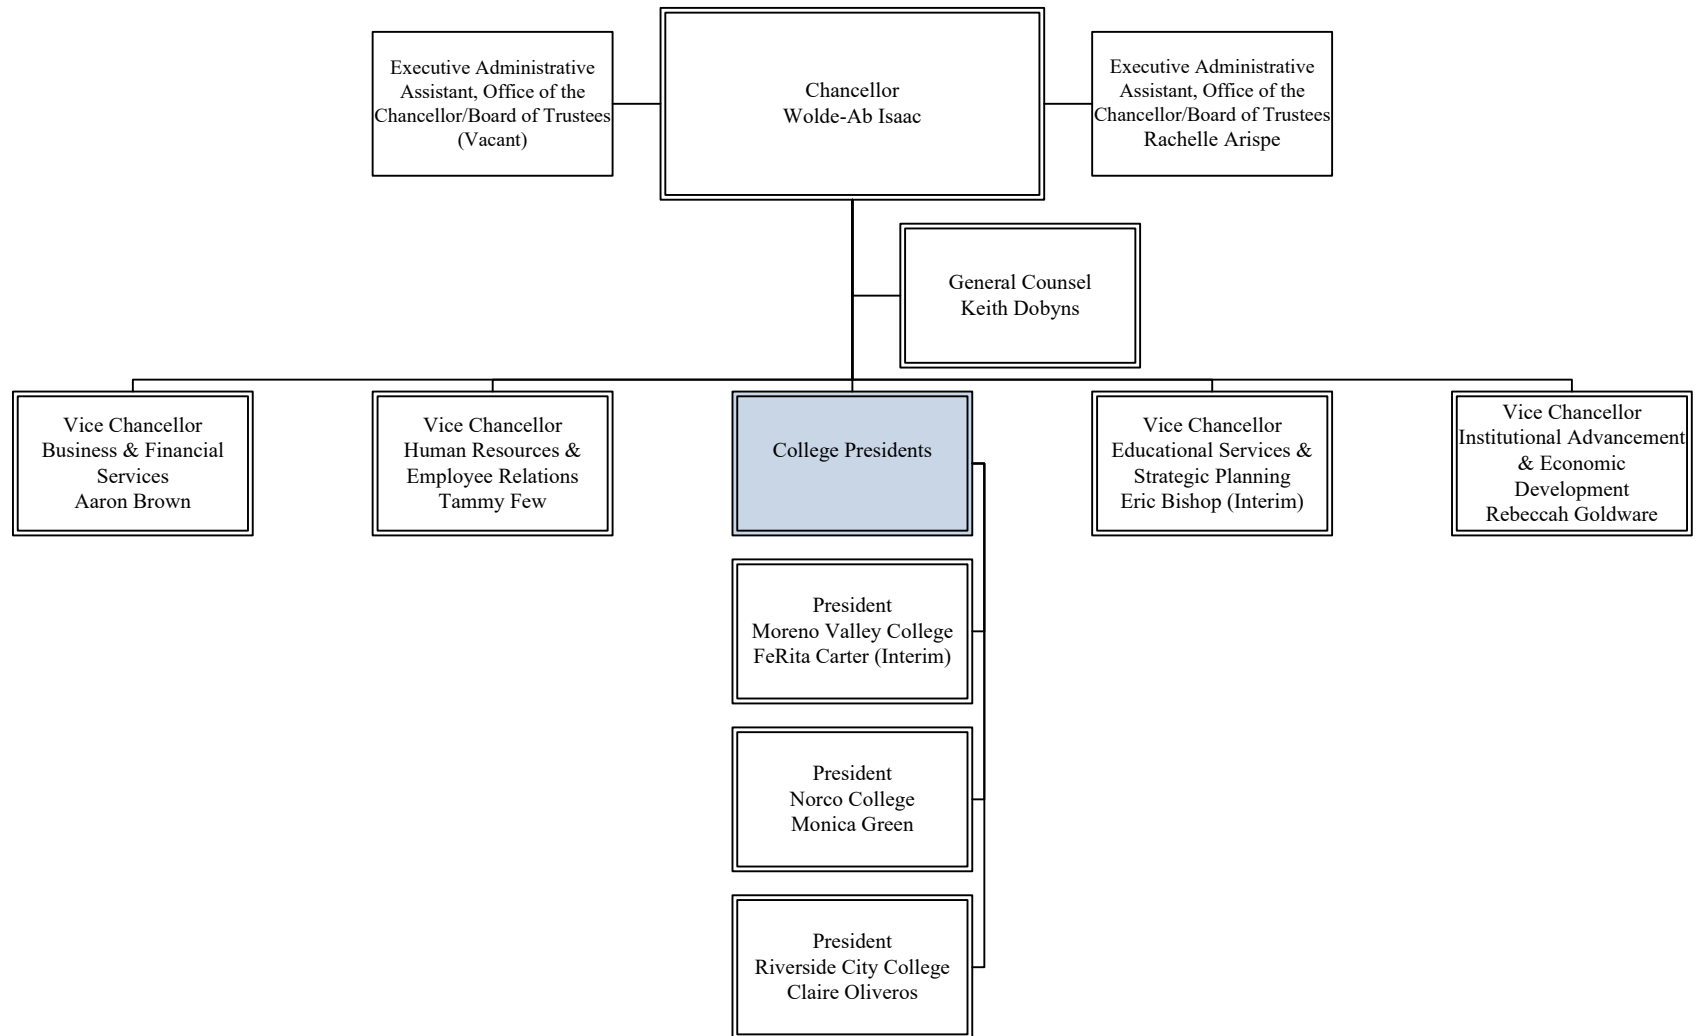 Executive Administrative
Assistant, Office of the
Chancellor/Board of Trustees
(Vacant)
Chancellor
Wolde-Ab Isaac
Executive Administrative
Assistant, Office of the
Chancellor/Board of Trustees
Rachelle Arispe
General Counsel
Keith Dobyns
Vice Chancellor
Business & Financial
Services
Aaron Brown
Vice Chancellor
Human Resources &
Employee Relations
Tammy Few
College Presidents
Vice Chancellor
Educational Services &
Strategic Planning
Eric Bishop (Interim)
Vice Chancellor
Institutional Advancement
& Economic
Development
Rebeccah Goldware
President
Moreno Valley College
FeRita Carter (Interim)
President
Norco College
Monica Green
President
Riverside City College
Claire Oliveros